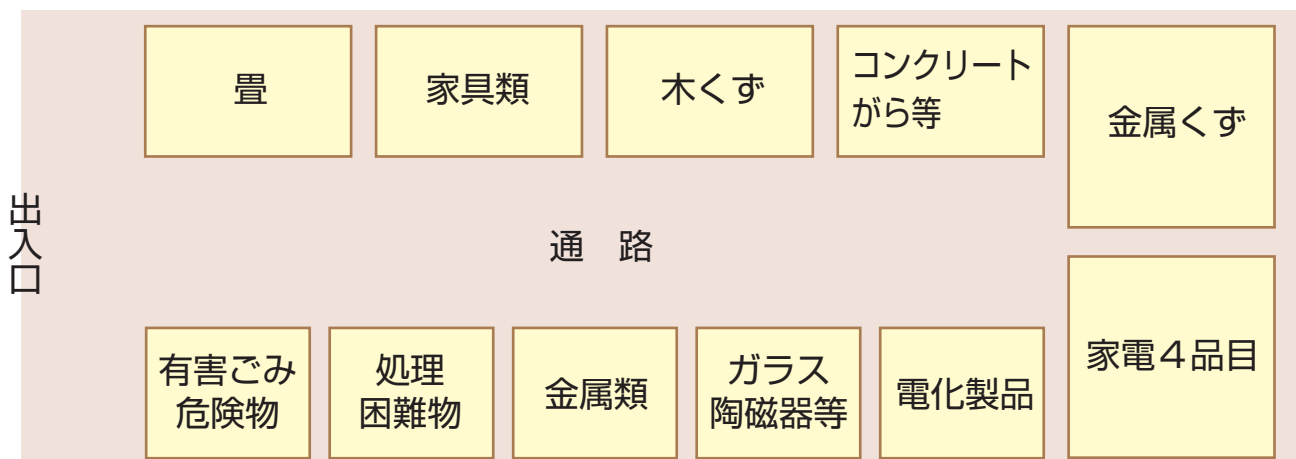 畳
家具類
木くず
コンクリート
がら等
金属くず
出入口
通 路
家電4品目
有害ごみ
危険物
処理
困難物
金属類
ガラス
陶磁器等
電化製品